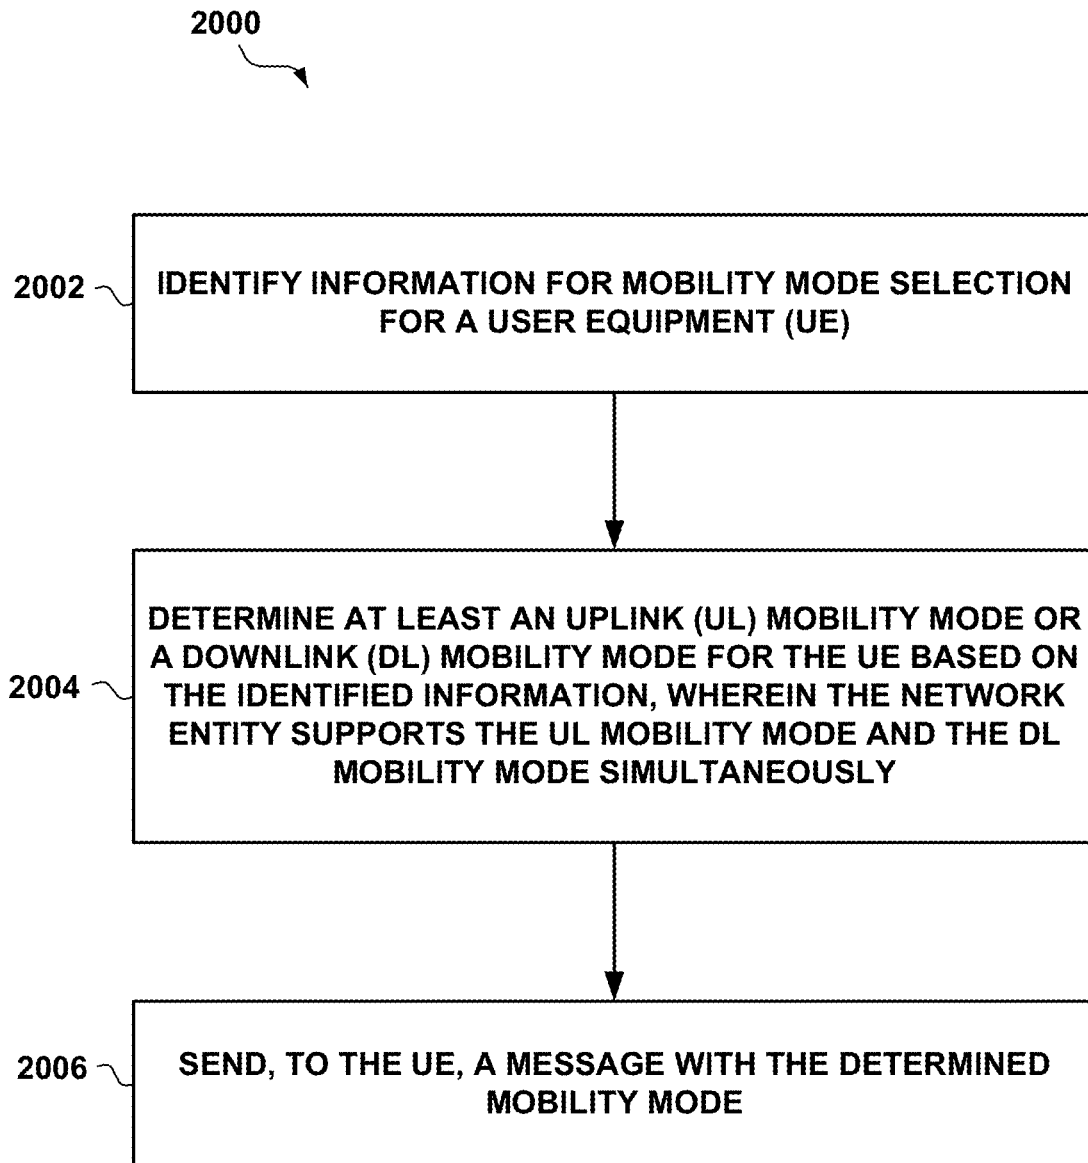 2000
2002
IDENTIFY INFORMATION FOR MOBILITY MODE SELECTION
FOR A USER EQUIPMENT (UE)
2004
DETERMINE AT LEAST AN UPLINK (UL) MOBILITY MODE OR
A DOWNLINK (DL) MOBILITY MODE FOR THE UE BASED ON
THE IDENTIFIED INFORMATION, WHEREIN THE NETWORK
ENTITY SUPPORTS THE UL MOBILITY MODE AND THE DL
MOBILITY MODE SIMULTANEOUSLY
2006
SEND, TO THE UE, A MESSAGE WITH THE DETERMINED
MOBILITY MODE